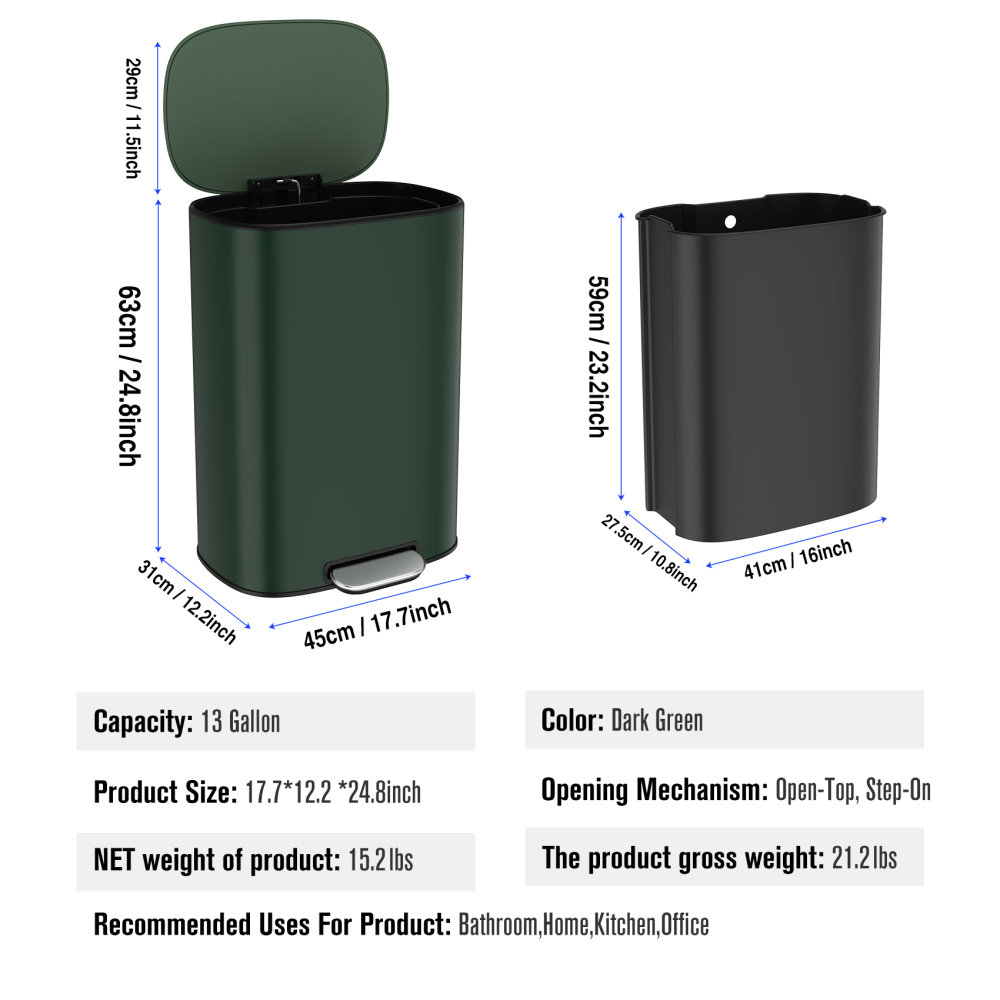 29cm / 11.5inch
63cm / 24.8inch
31cm / 12.2inch
45cm / 17.7inch
59cm / 23.2inch
27.5cm / 10.8inch
41cm / 16inch
Capacity: 13 Gallon
Color: Dark Green
Product Size: 17.7*12.2 *24.8inch
Opening Mechanism: Open-Top, Step-On
NET weight of product: 15.2lbs
The product gross weight: 21.2lbs
Recommended Uses For Product: Bathroom,Home,Kitchen,Office